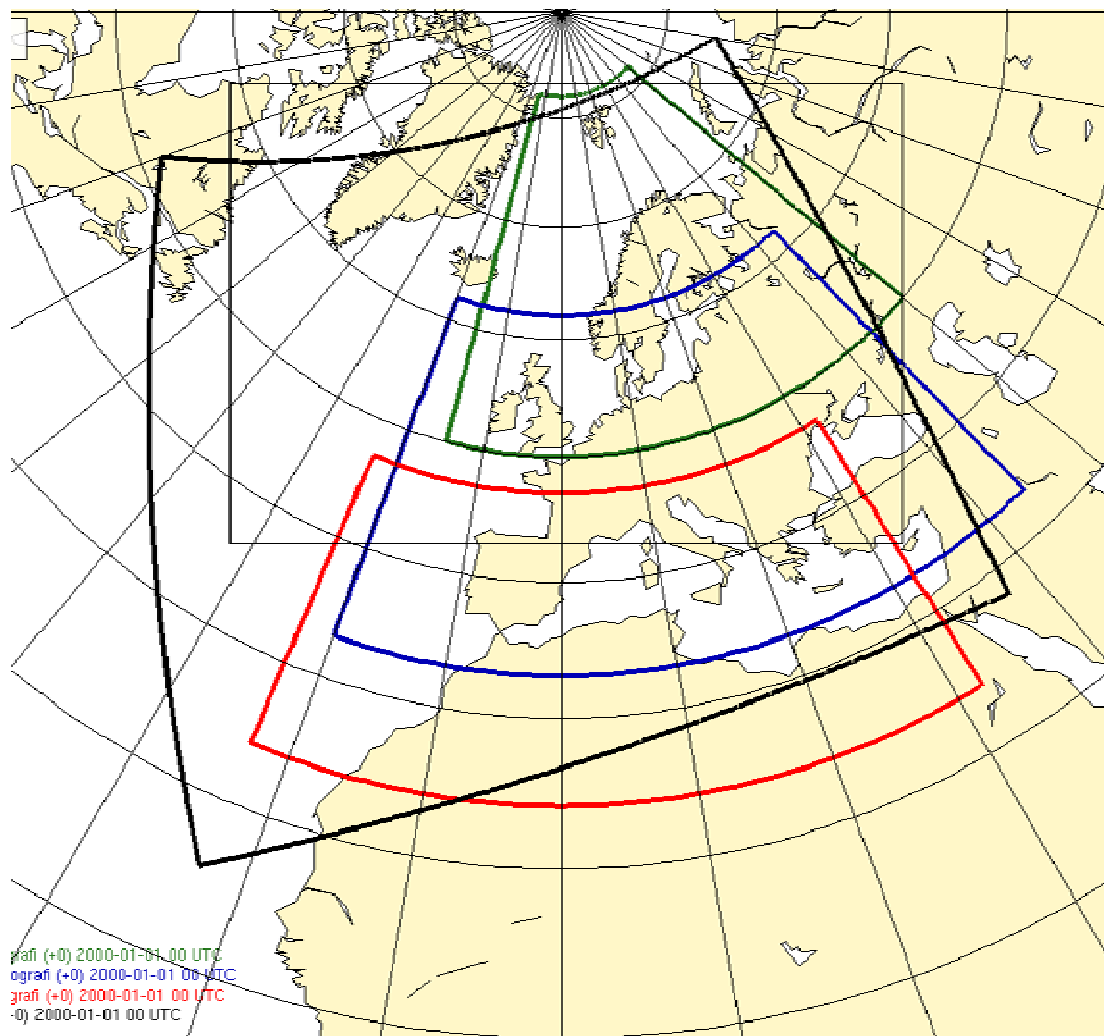 rafi (+0) 2000-01-01 00 UTC
ografi (+0) 2000-01-01 00 UTC
grafi (+0) 2000-01-01 00 UTC
-0) 2000-01-01 00 UTC